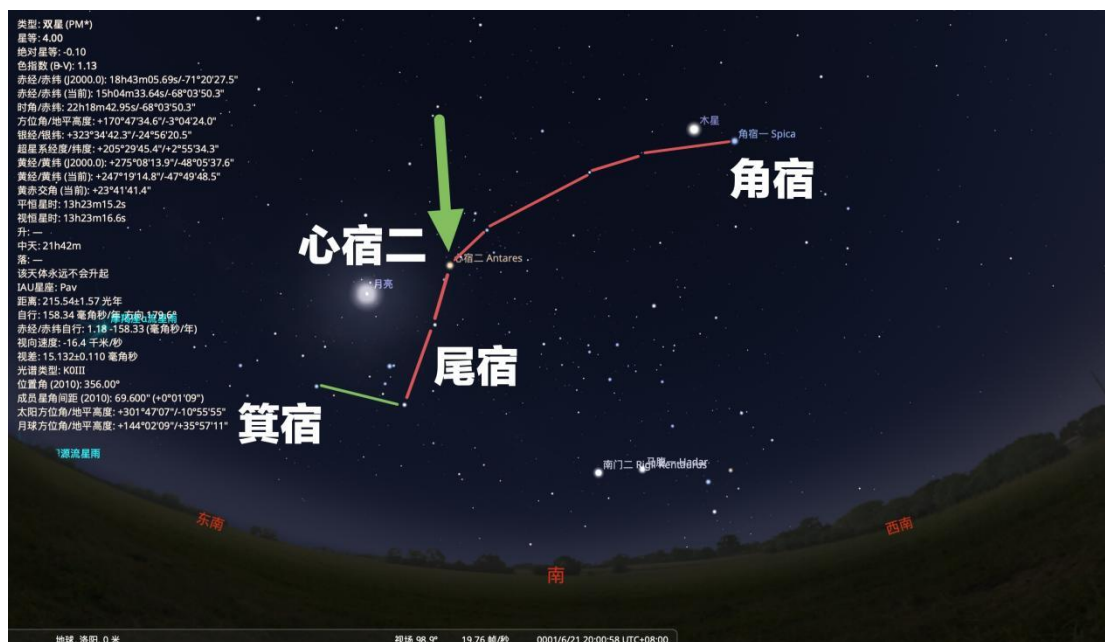 类型: 双星 (PM*)
星等: 4.00
绝对星等: -0.10
色指数 (B-V): 1.13
赤经/赤纬 (J2000.0): 18h43m05.69s/-71°20'27.5"
赤经/赤纬 (当前): 15h04m33.64s/-68°03'50.3"
时角/赤纬: 22h18m42.95s/-68°03'50.3"
方位角/地平高度: +170°47'34.6"/-3°04'24.0"
银经/银纬: +323°34'42.3"/-24°56'20.5"
超星系经度/纬度: +205°29'45.4"/+2°55'34.3"
黄经/黄纬 (J2000.0): +275°08'13.9"/-48°05'37.6"
黄经/黄纬 (当前): +247°19'14.8"/-47°49'48.5"
黄赤交角 (当前): +23°41'41.4"
平恒星时: 13h23m15.2s
视恒星时: 13h23m16.6s
升: —
中天: 21h42m
落: —
该天体永远不会升起
IAU星座: Pav
距离: 215.54±1.57 光年
自行: 158.34 毫角秒/年 方向 179.6°
赤经/赤纬自行: 1.18 -158.33 (毫角秒/年)
视向速度: -16.4 千米/秒
视差: 15.132±0.110 毫角秒
光谱类型: K0III
位置角 (2010): 356.00°
成员星角间距 (2010): 69.600" (+0°01'09")
太阳方位角/地平高度: +301°47'07"/-10°55'55"
月球方位角/地平高度: +144°02'09"/+35°57'11"
源流星雨
木星
角宿一 Spica
角宿
心宿二
心宿二 Antares
月亮
尾宿
箕宿
南门二 Rigil Kentaurus
马腹一 Hadar
东南
南
西南
地球, 洛阳, 0 米
视场 98.9°
19.76 帧/秒
0001/6/21 20:00:58 UTC+08:00